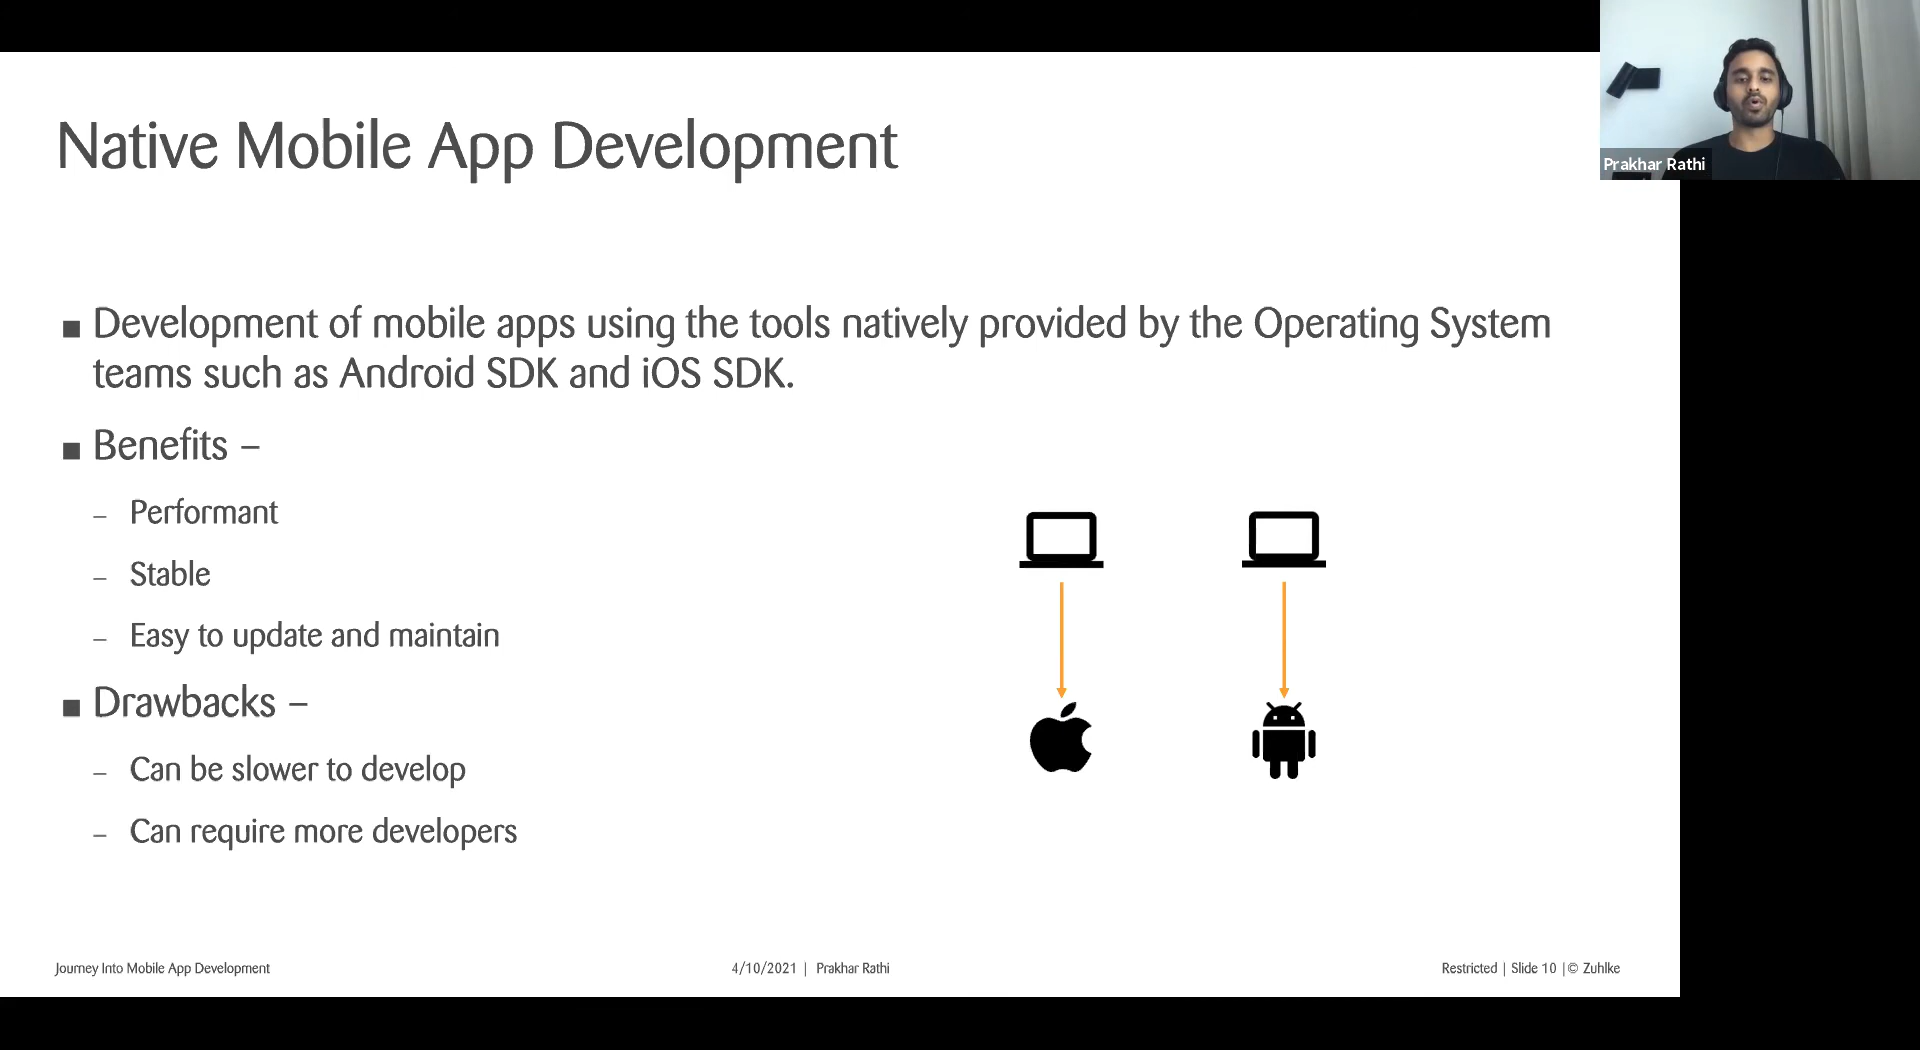 Native Mobile App Development
Prakhar Rathi
■ Development of mobile apps using the tools natively provided by the Operating System
teams such as Android SDK and iOS SDK.
■ Benefits –
– Performant
– Stable
– Easy to update and maintain
■ Drawbacks –
– Can be slower to develop
– Can require more developers
Journey Into Mobile App Development
4/10/2021 | Prakhar Rathi
Restricted | Slide 10 | © Zuhlke